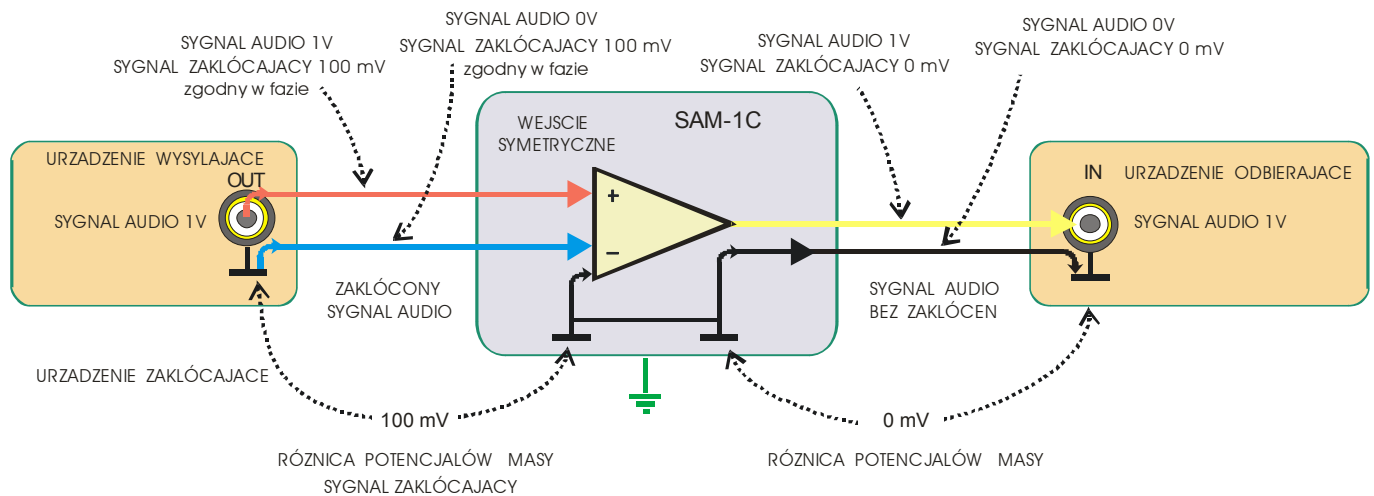 SYGNAL AUDIO 1V
SYGNAL ZAKLÓCAJACY 100 mV
zgodny w fazie
SYGNAL AUDIO 0V
SYGNAL ZAKLÓCAJACY 100 mV
zgodny w fazie
SYGNAL AUDIO 1V
SYGNAL ZAKLÓCAJACY 0 mV
SYGNAL AUDIO 0V
SYGNAL ZAKLÓCAJACY 0 mV
URZADZENIE WYSYLAJACE
OUT
SYGNAL AUDIO 1V
WEJSCIE
SYMETRYCZNE
SAM-1C
+
−
IN
URZADZENIE ODBIERAJACE
SYGNAL AUDIO 1V
ZAKLÓCONY
SYGNAL AUDIO
SYGNAL AUDIO
BEZ ZAKLÓCEN
URZADZENIE ZAKLÓCAJACE
100 mV
RÓZNICA POTENCJALÓW MASY
SYGNAL ZAKLÓCAJACY
0 mV
RÓZNICA POTENCJALÓW MASY